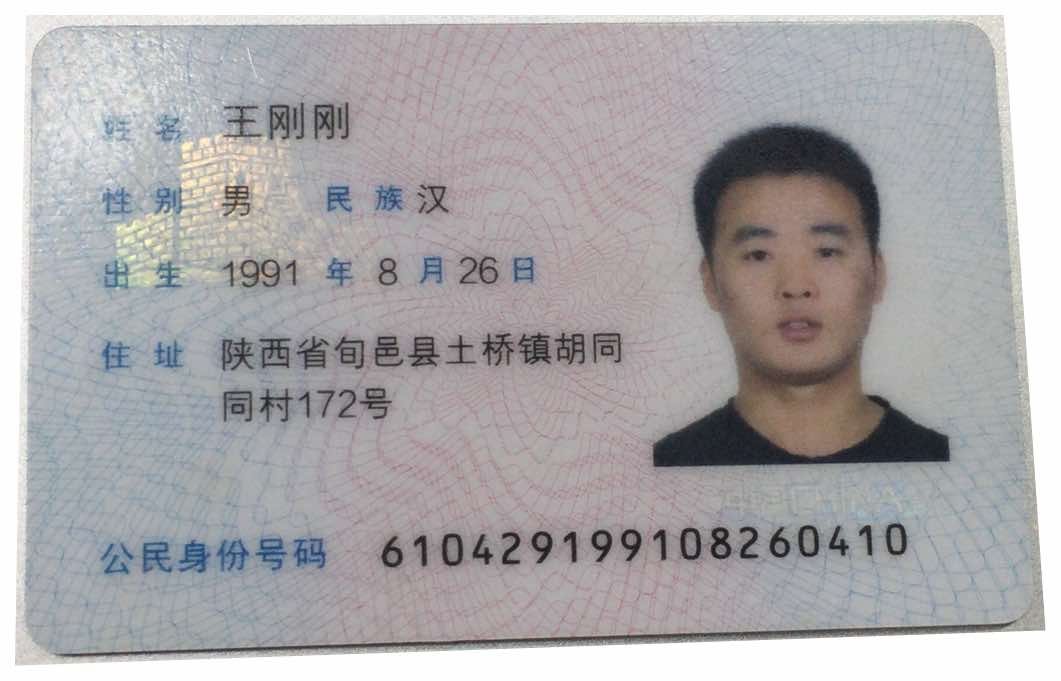 姓名 王刚刚
性别 男 民族 汉
出生 1991 年 8 月 26 日
住址 陕西省旬邑县土桥镇胡同
同村172号
公民身份号码 610429199108260410